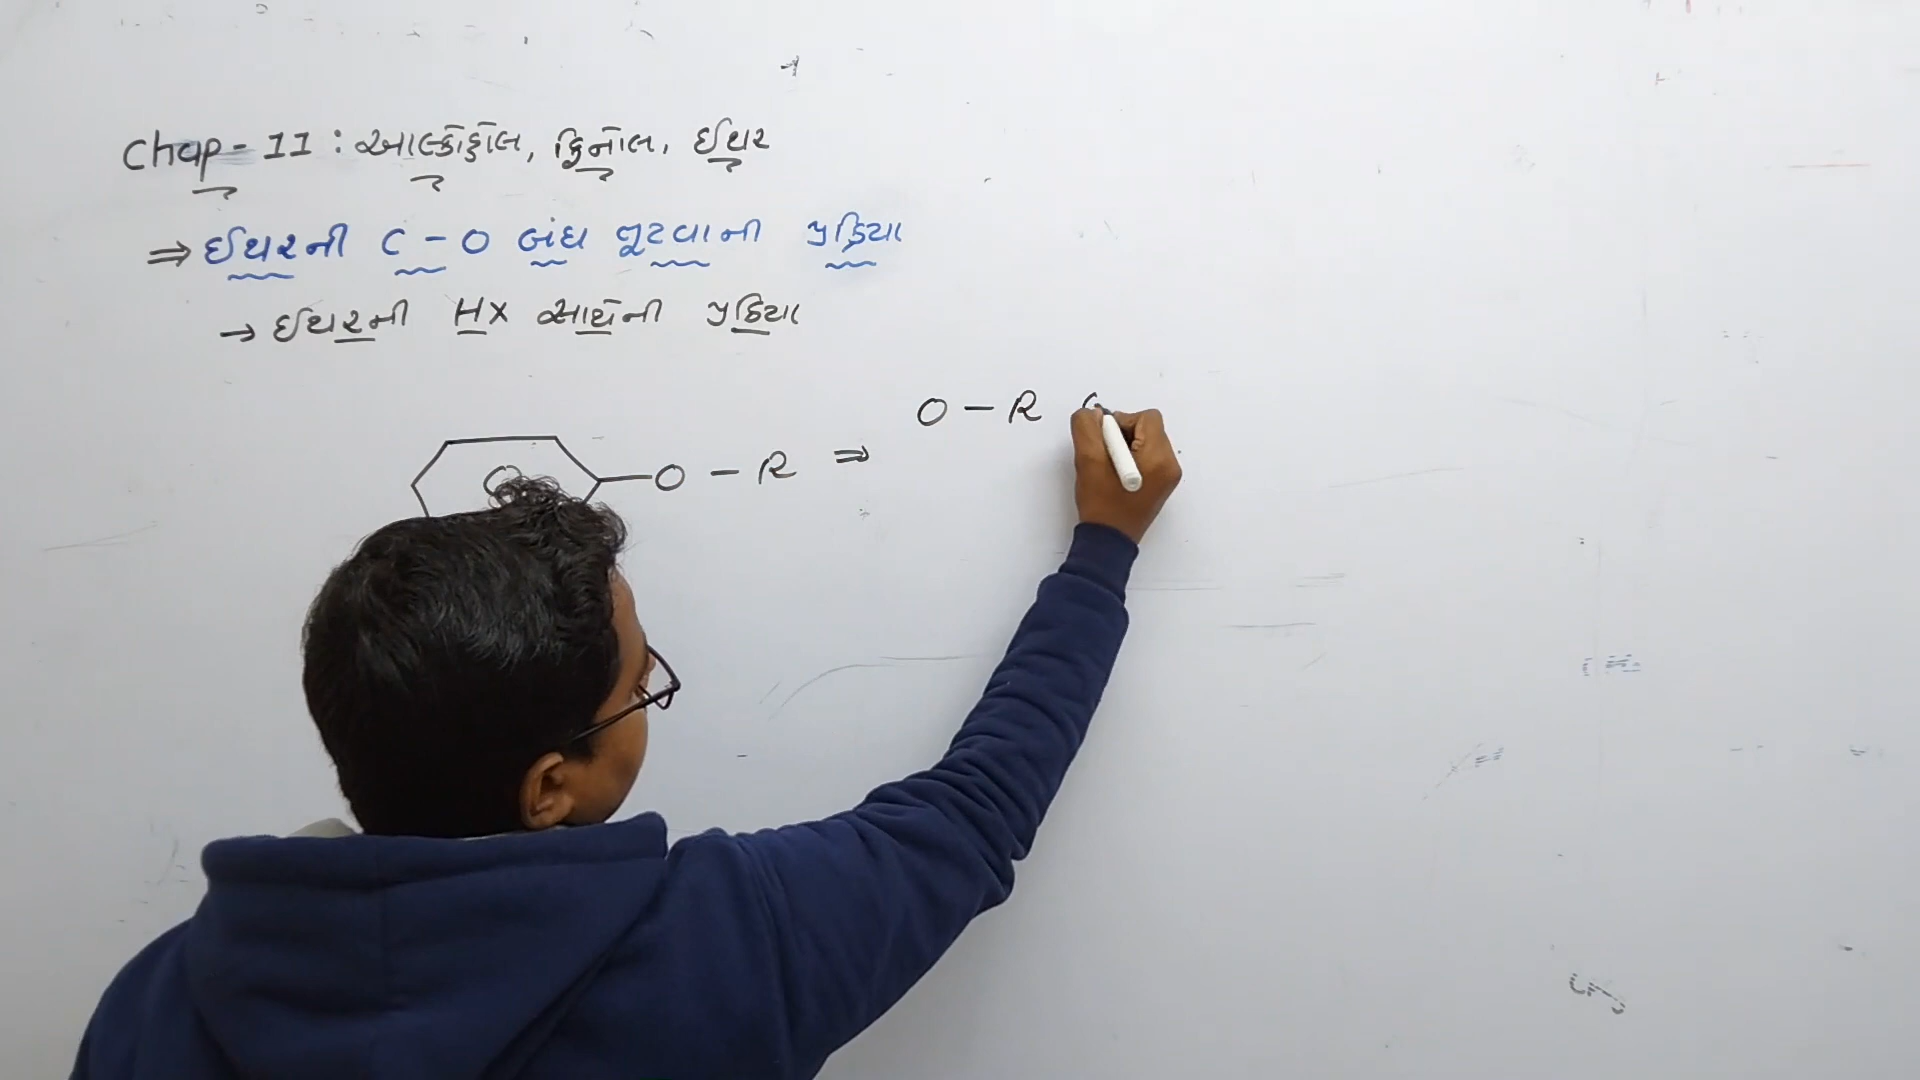 Chap-11 : આલ્કોહોલ, ફિનોલ, ઈથર
⇒ ઈથરની C-O બંધ તૂટવાની પ્રક્રિયા
→ ઈથરની HX સાથેની પ્રક્રિયા
O - R ⇒ O - R